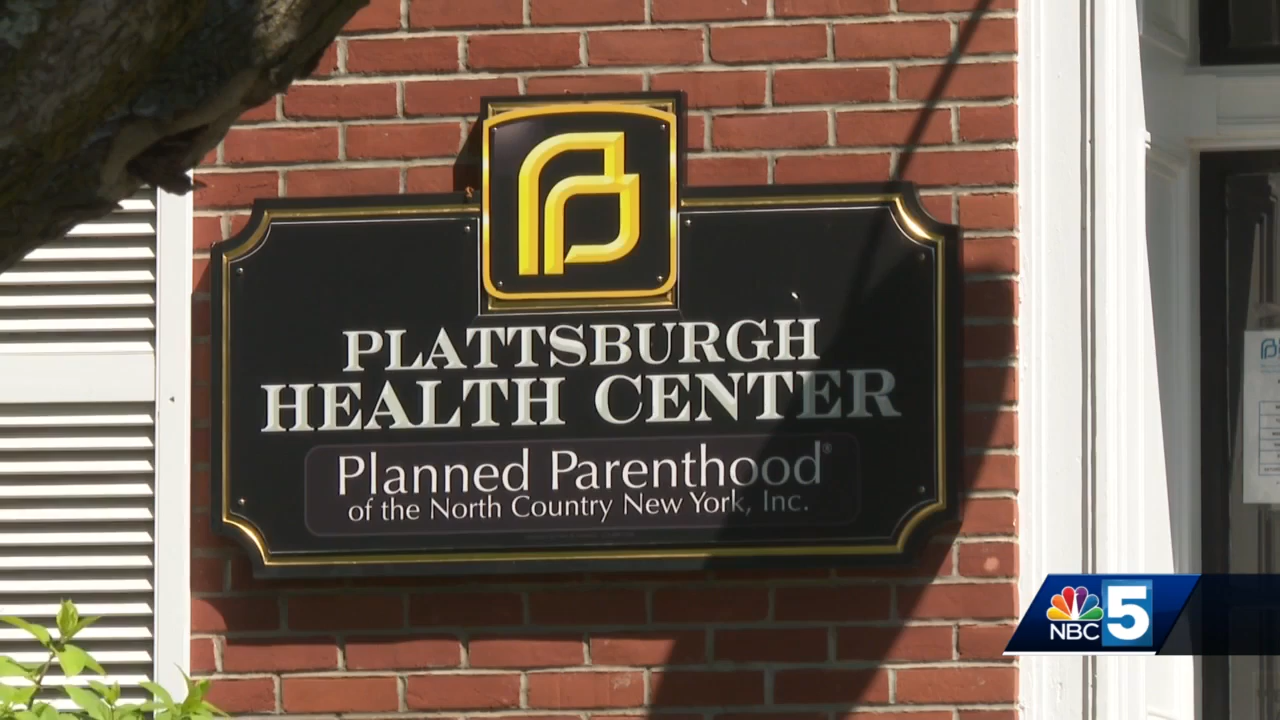 PLATTSBURGH
HEALTH CENTER
Planned Parenthood®
of the North Country New York, Inc.
NBC 5